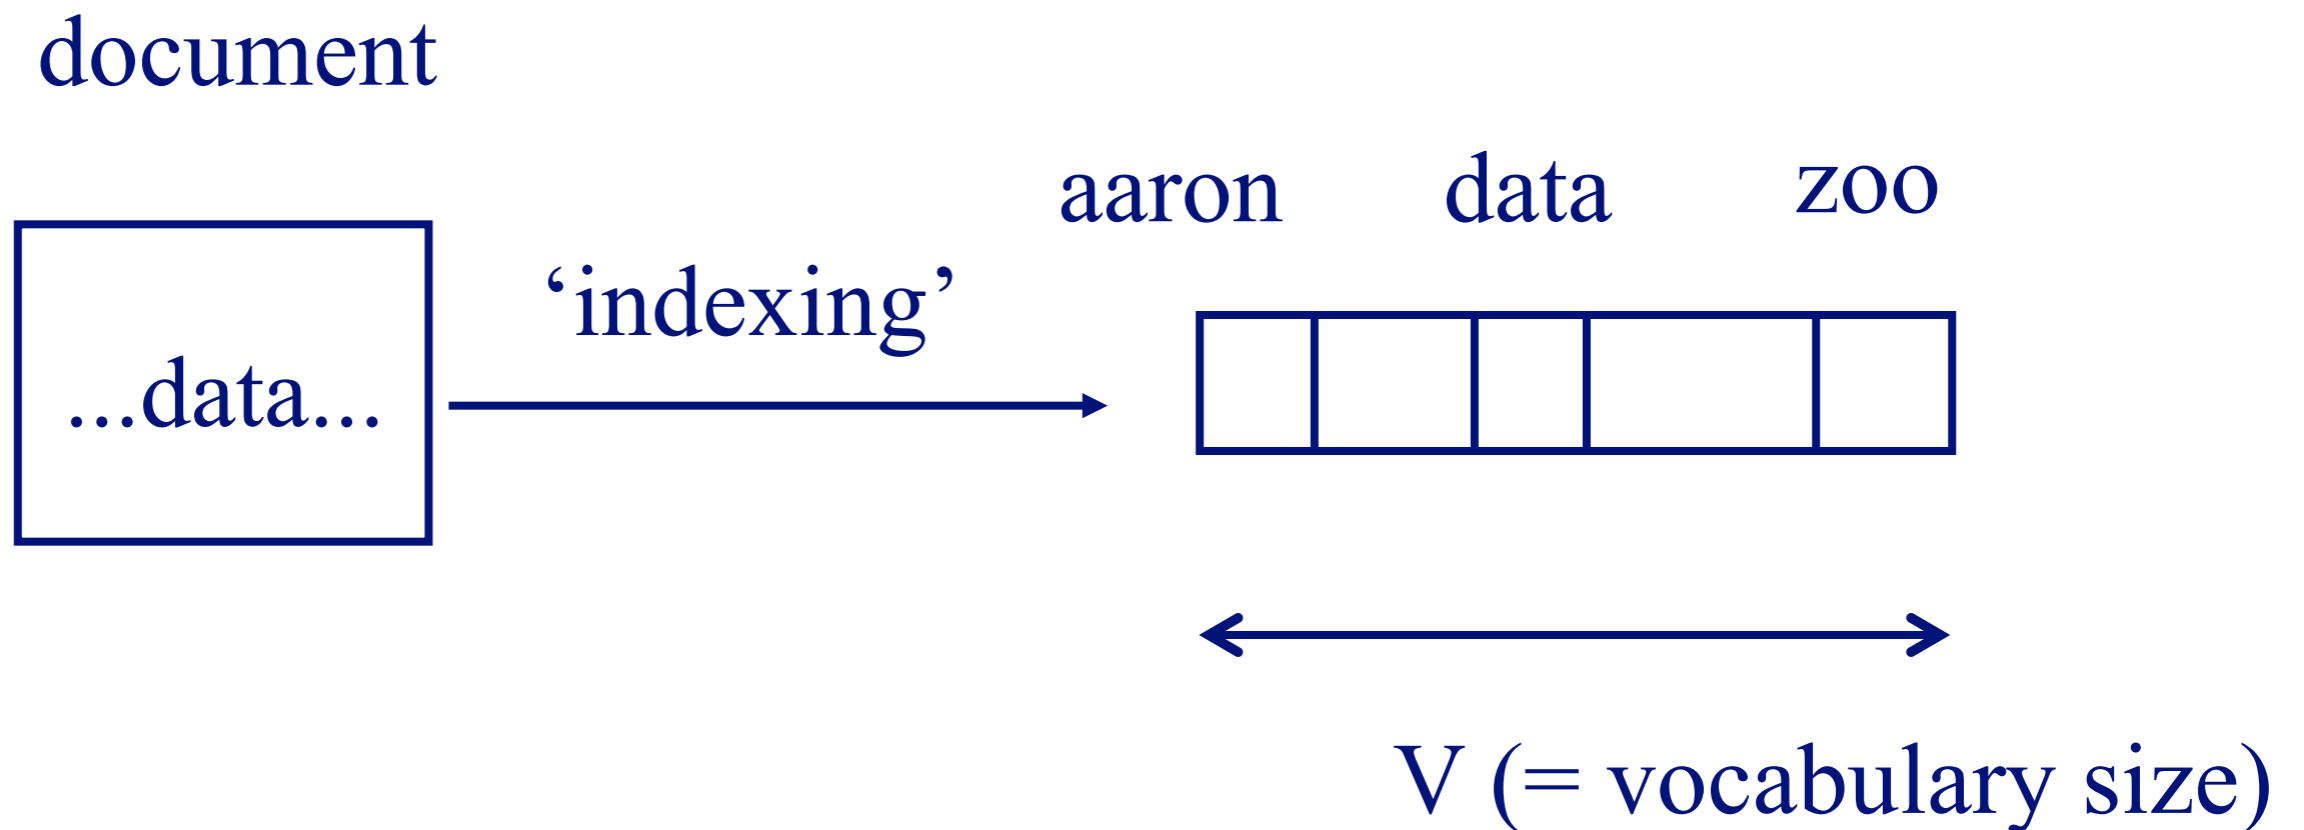 document
aaron data zoo
‘indexing’
...data...
V (= vocabulary size)